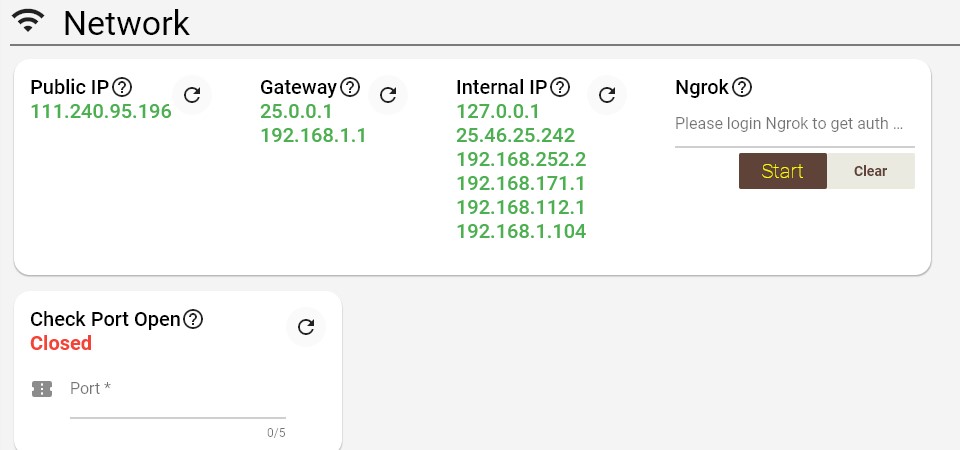 Network
Public IP
111.240.95.196
Gateway
25.0.0.1
192.168.1.1
Internal IP
127.0.0.1
25.46.25.242
192.168.252.2
192.168.171.1
192.168.112.1
192.168.1.104
Ngrok
Please login Ngrok to get auth ...
Start
Clear
Check Port Open
Closed
Port *
0/5